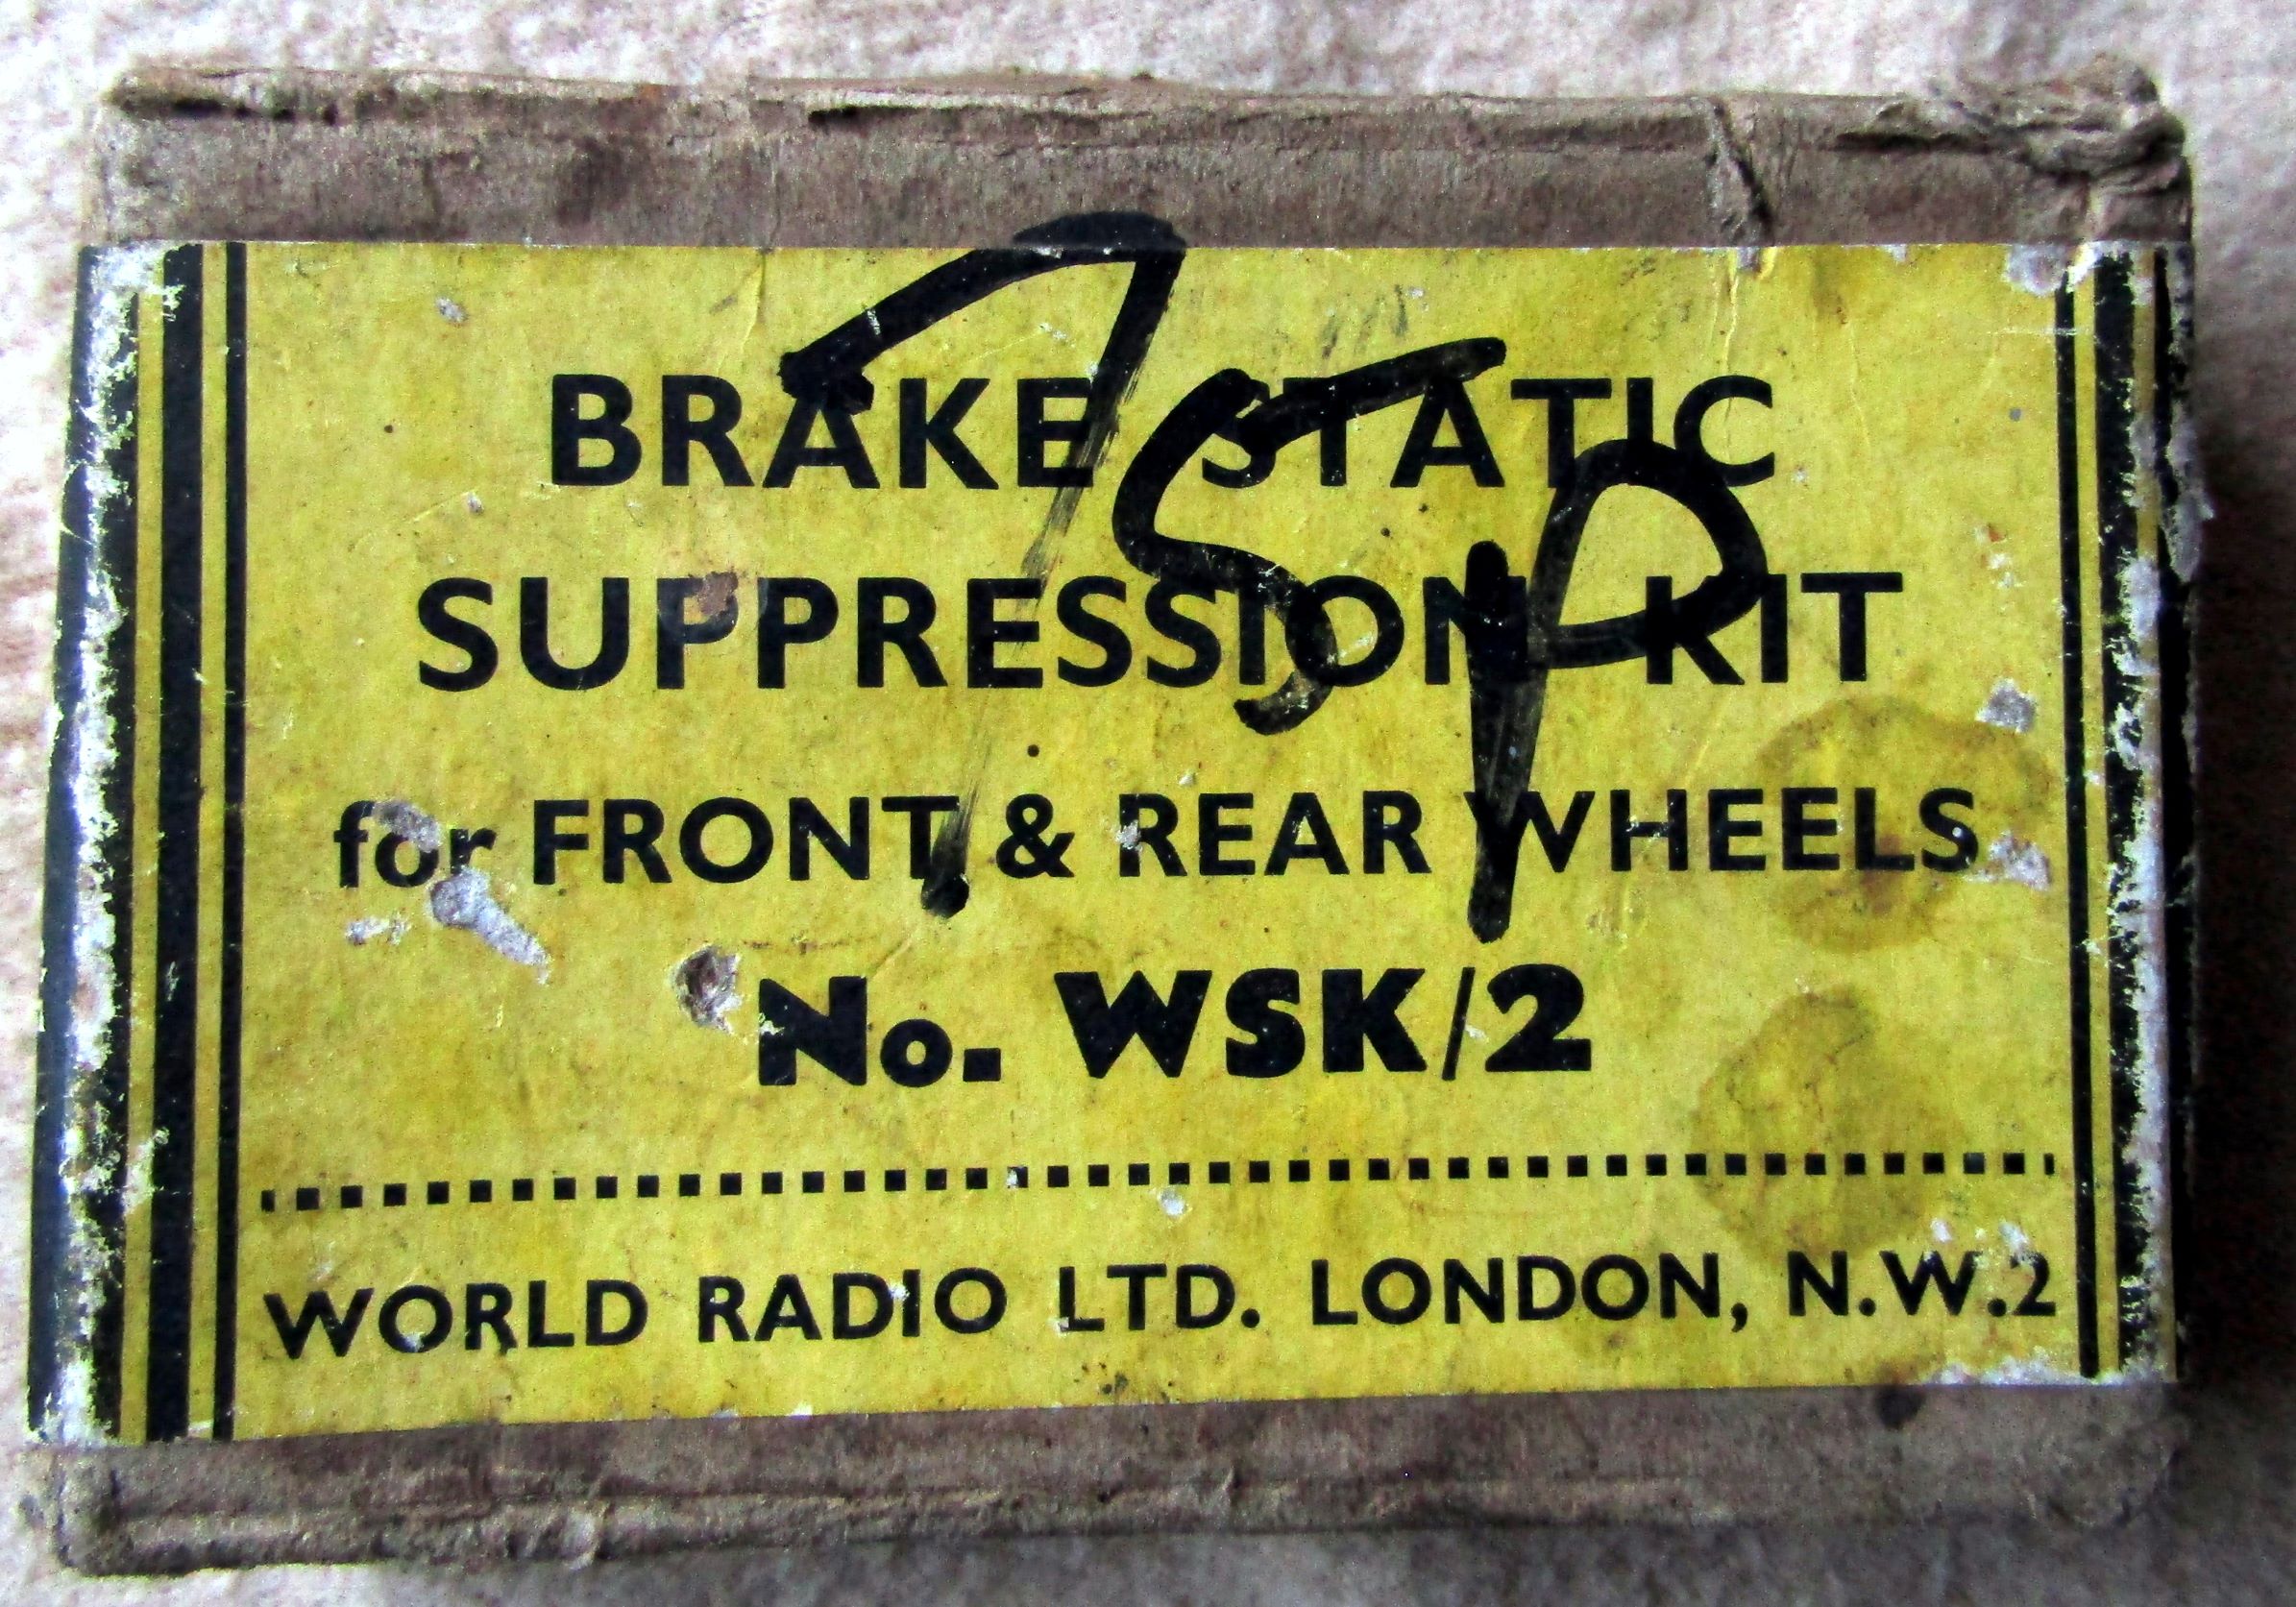 BRAKE STATIC
SUPPRESSION KIT
for FRONT & REAR WHEELS
No. WSK/2
WORLD RADIO LTD. LONDON, N.W.2
75P